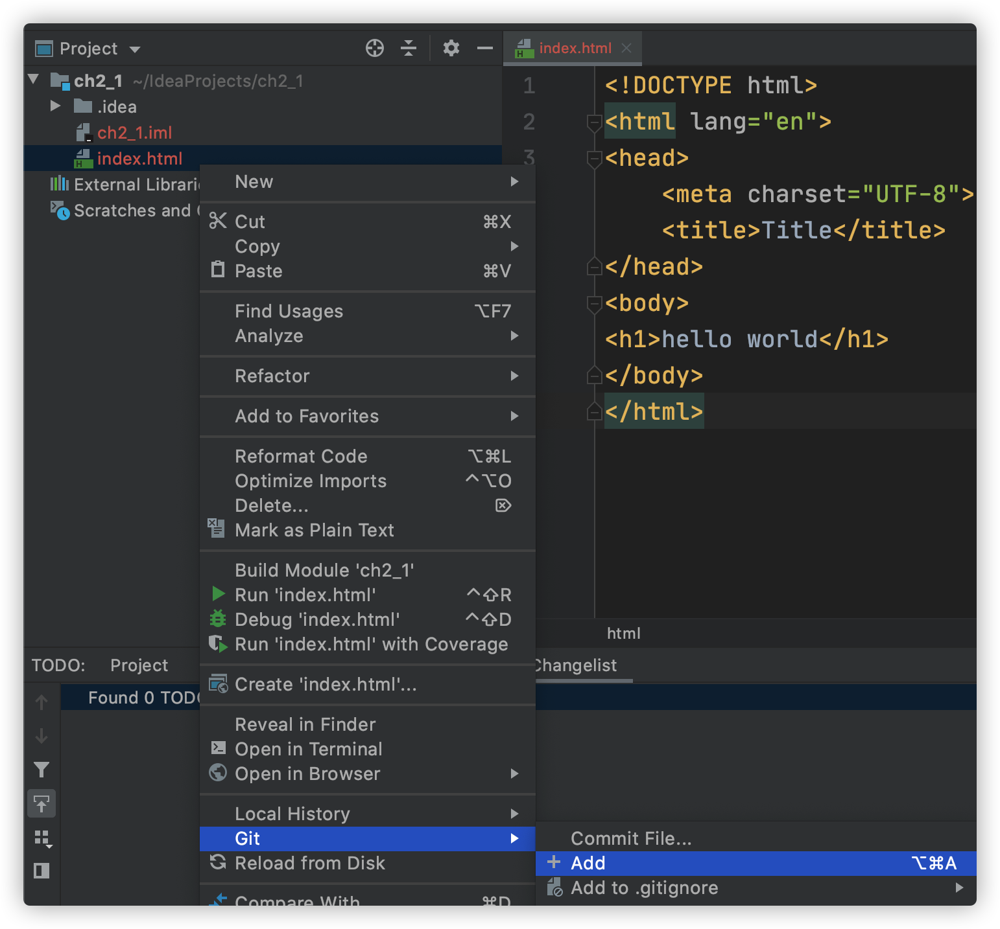 Project
ch2_1 ~/IdeaProjects/ch2_1
.idea
ch2_1.iml
index.html
External Librari
Scratches and
index.html
1 <!DOCTYPE html>
2 <html lang="en">
3 <head>
<meta charset="UTF-8">
<title>Title</title>
</head>
<body>
<h1>hello world</h1>
</body>
</html>
html
New
Cut ⌘X
Copy
Paste ⌘V
Find Usages ⌥F7
Analyze
Refactor
Add to Favorites
Reformat Code ⌥⌘L
Optimize Imports ^⌥O
Delete... ⌦
Mark as Plain Text
Build Module 'ch2_1'
Run 'index.html' ^⇧R
Debug 'index.html' ^⇧D
Run 'index.html' with Coverage
Create 'index.html'...
Reveal in Finder
Open in Terminal
Open in Browser
Local History
Git
Reload from Disk
Compare With ⌘D
Commit File...
Add ⌥⌘A
Add to .gitignore
TODO: Project Changelist
Found 0 TODO